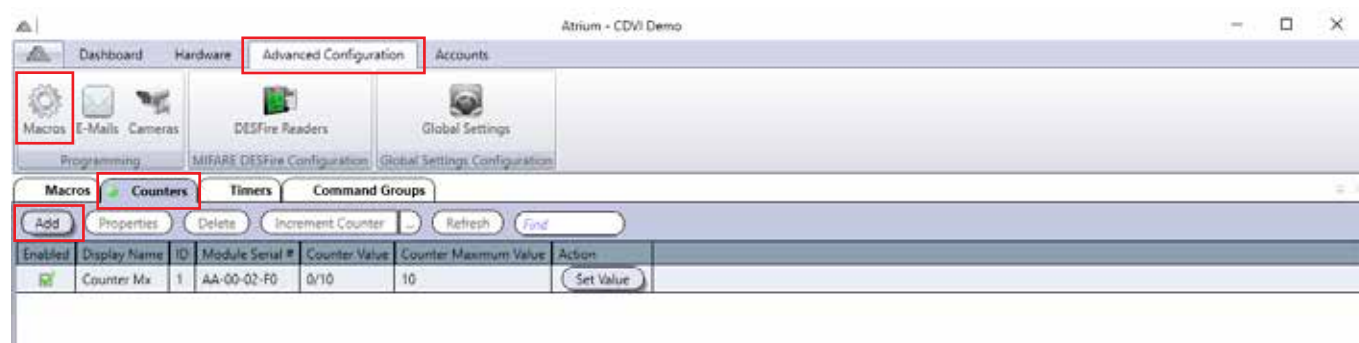 Atrium - CDVI Demo
Dashboard Hardware Advanced Configuration Accounts
Macros E-Mails Cameras DESFire Readers Global Settings
Programming MIFARE DESFire Configuration Global Settings Configuration
Macros Counters Timers Command Groups
Add Properties Delete Increment Counter ... Refresh Find
Enabled Display Name ID Module Serial # Counter Value Counter Maximum Value Action
Counter Mx 1 AA-00-02-F0 0/10 10 Set Value